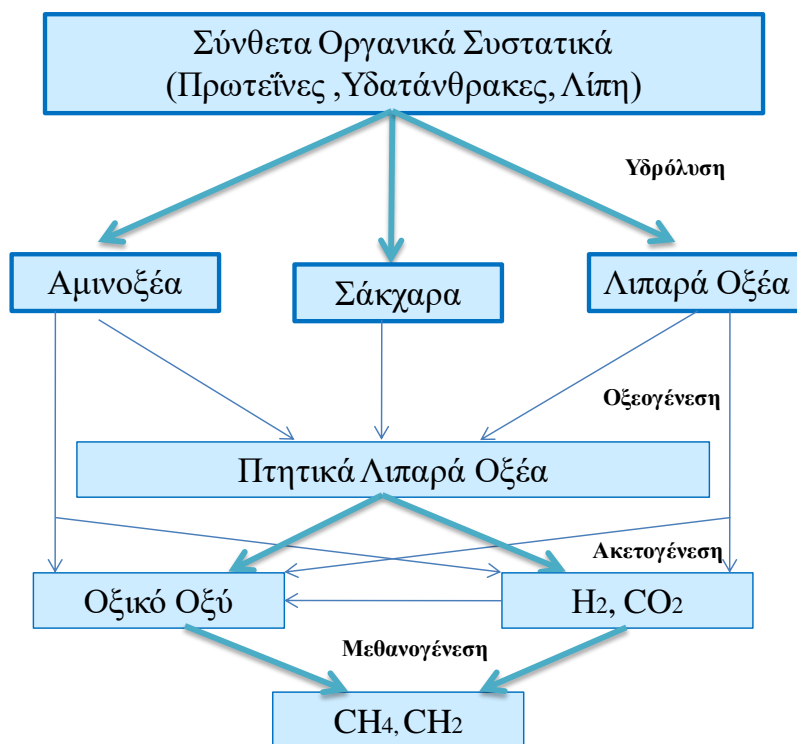 Σύνθετα Οργανικά Συστατικά
(Πρωτεΐνες ,Υδατάνθρακες, Λίπη)
Υδρόλυση
Αμινοξέα
Σάκχαρα
Λιπαρά Οξέα
Οξεογένεση
Πτητικά Λιπαρά Οξέα
Ακετογένεση
Οξικό Οξύ
H2, CO2
Μεθανογένεση
CH4, CH2